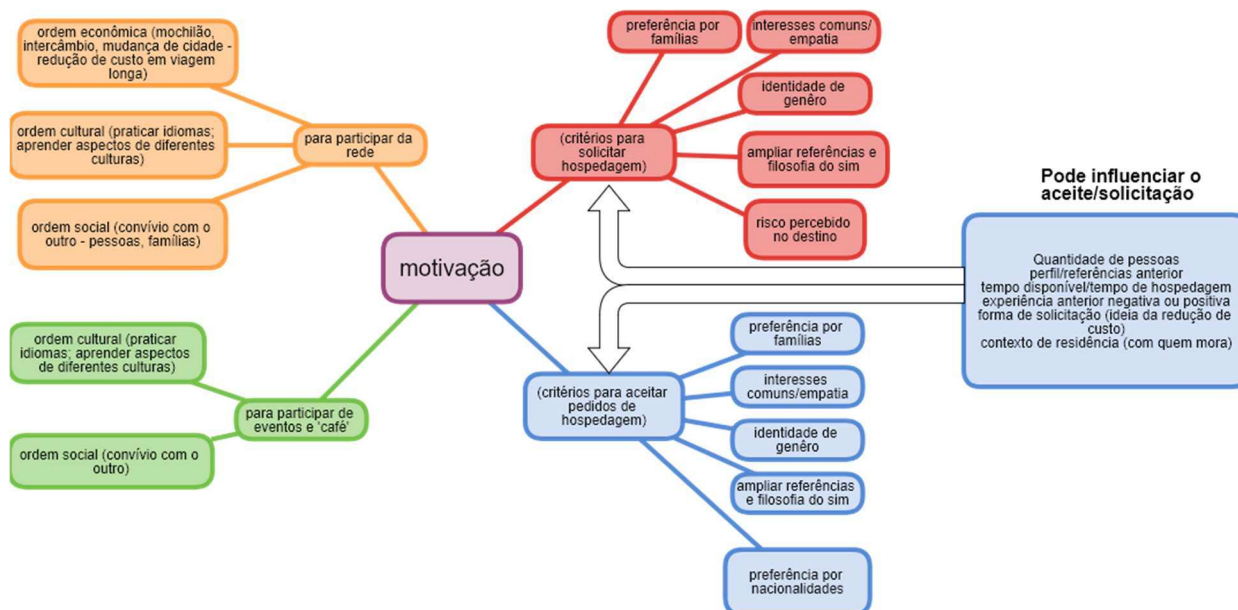 ordem econômica (mochilão,
intercâmbio, mudança de cidade -
redução de custo em viagem
longa)
ordem cultural (praticar idiomas;
aprender aspectos de diferentes
culturas)
ordem social (convívio com o
outro - pessoas, famílias)
para participar da
rede
motivação
ordem cultural (praticar
idiomas; aprender aspectos
de diferentes culturas)
ordem social (convívio com o
outro)
para participar de
eventos e 'café'
(critérios para
solicitar
hospedagem)
preferência por
famílias
interesses comuns/
empatia
identidade de
genêro
ampliar referências e
filosofia do sim
risco percebido
no destino
(critérios para aceitar
pedidos de
hospedagem)
preferência por
famílias
interesses
comuns/empatia
identidade de
genêro
ampliar referências
e filosofia do sim
preferência por
nacionalidades
Pode influenciar o
aceite/solicitação
Quantidade de pessoas
perfil/referências anterior
tempo disponível/tempo de hospedagem
experiência anterior negativa ou positiva
forma de solicitação (ideia da redução de
custo)
contexto de residência (com quem mora)